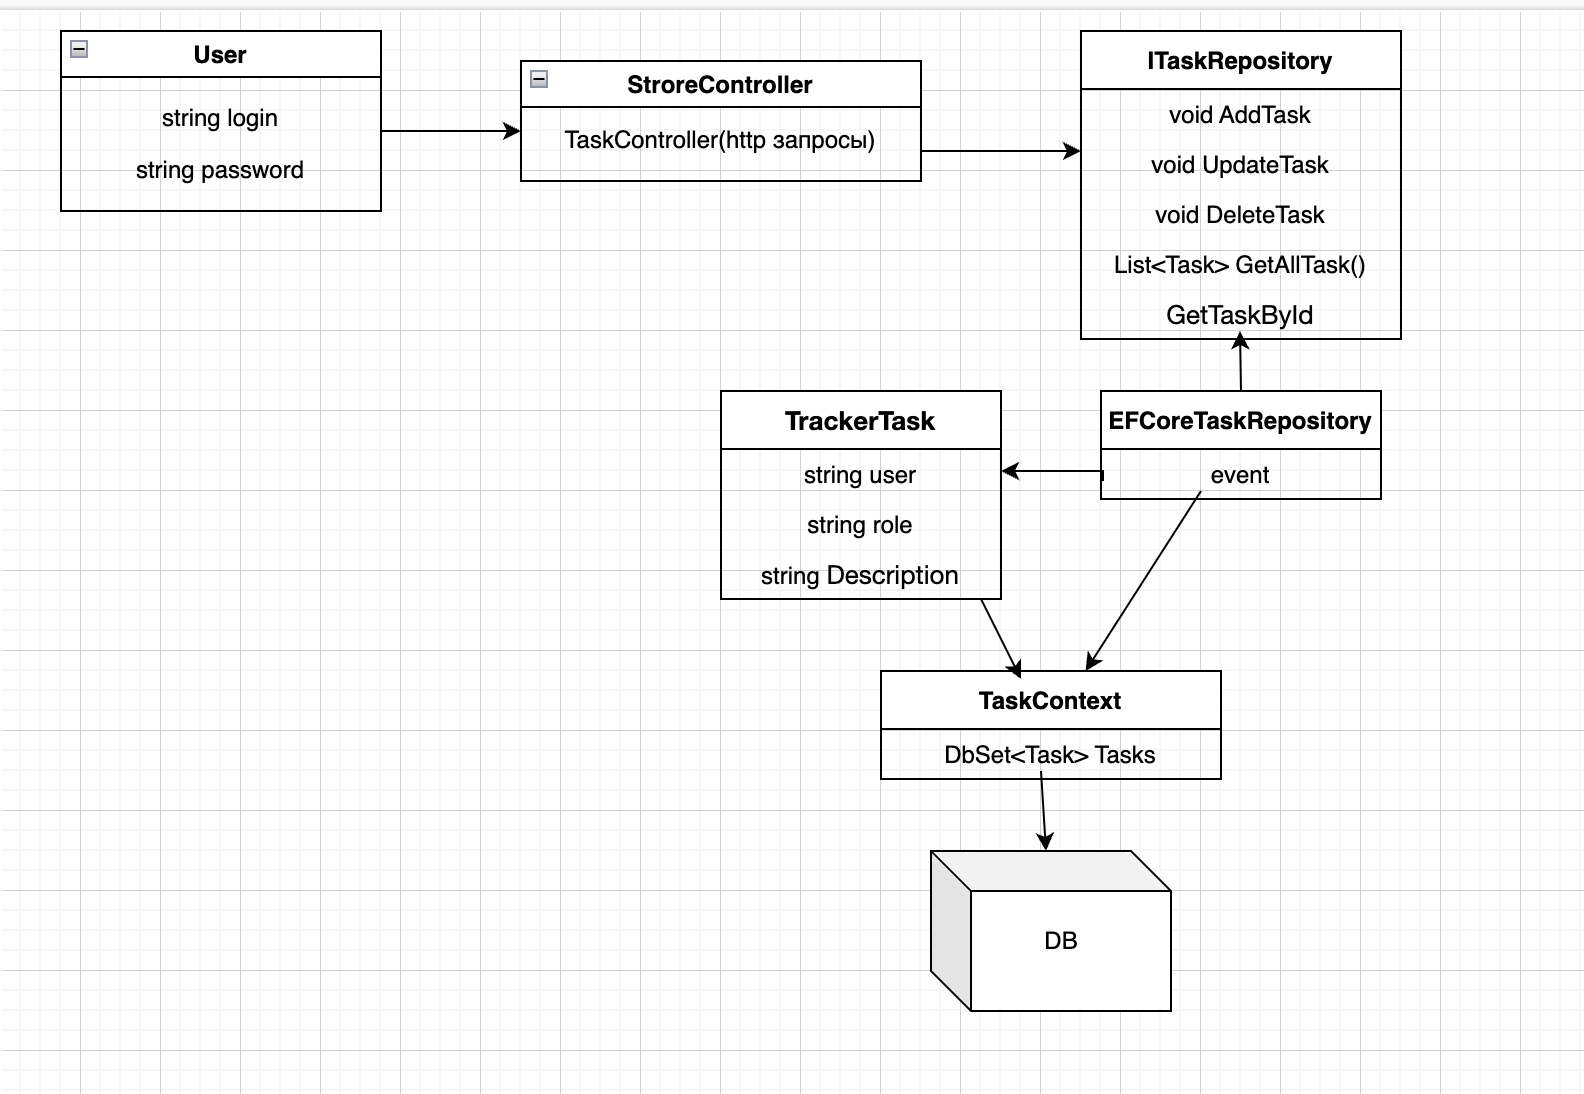 User
string login
string password
StroreController
TaskController(http запросы)
ITaskRepository
void AddTask
void UpdateTask
void DeleteTask
List<Task> GetAllTask()
GetTaskById
TrackerTask
string user
string role
string Description
EFCoreTaskRepository
event
TaskContext
DbSet<Task> Tasks
DB